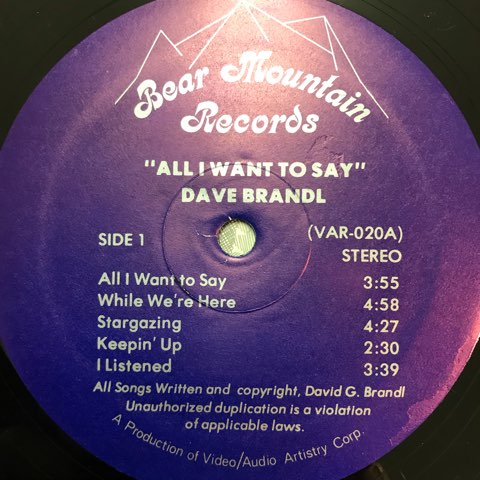 Bear Mountain
Records
"ALL I WANT TO SAY"
DAVE BRANDL
SIDE 1
(VAR-020A)
STEREO
All I Want to Say 3:55
While We're Here 4:58
Stargazing 4:27
Keepin' Up 2:30
I Listened 3:39
All Songs Written and copyright, David G. Brandl
Unauthorized duplication is a violation
of applicable laws.
A Production of Video/Audio Artistry Corp.